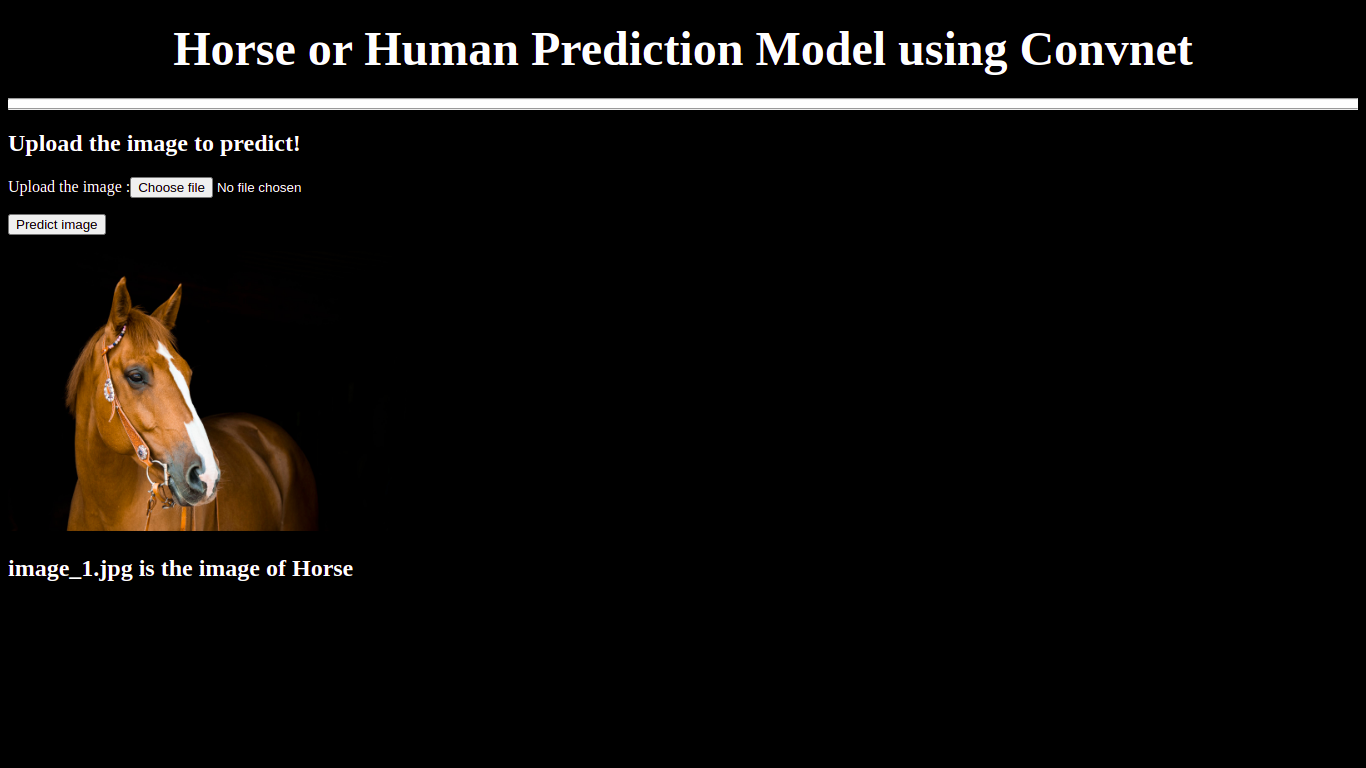 Horse or Human Prediction Model using Convnet
Upload the image to predict!
Upload the image : Choose file No file chosen
Predict image
image_1.jpg is the image of Horse